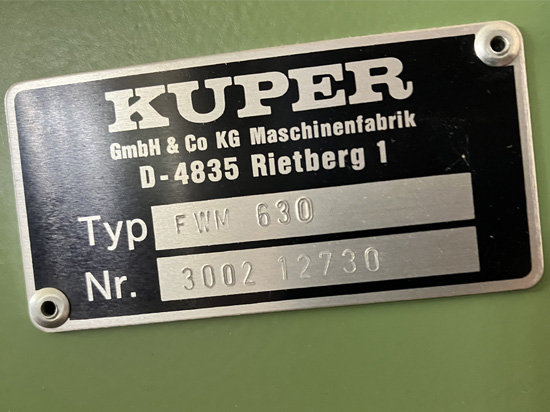 KUPER
GmbH & Co KG Maschinenfabrik
D-4835 Rietberg 1
Typ FWM 630
Nr. 3002 12730